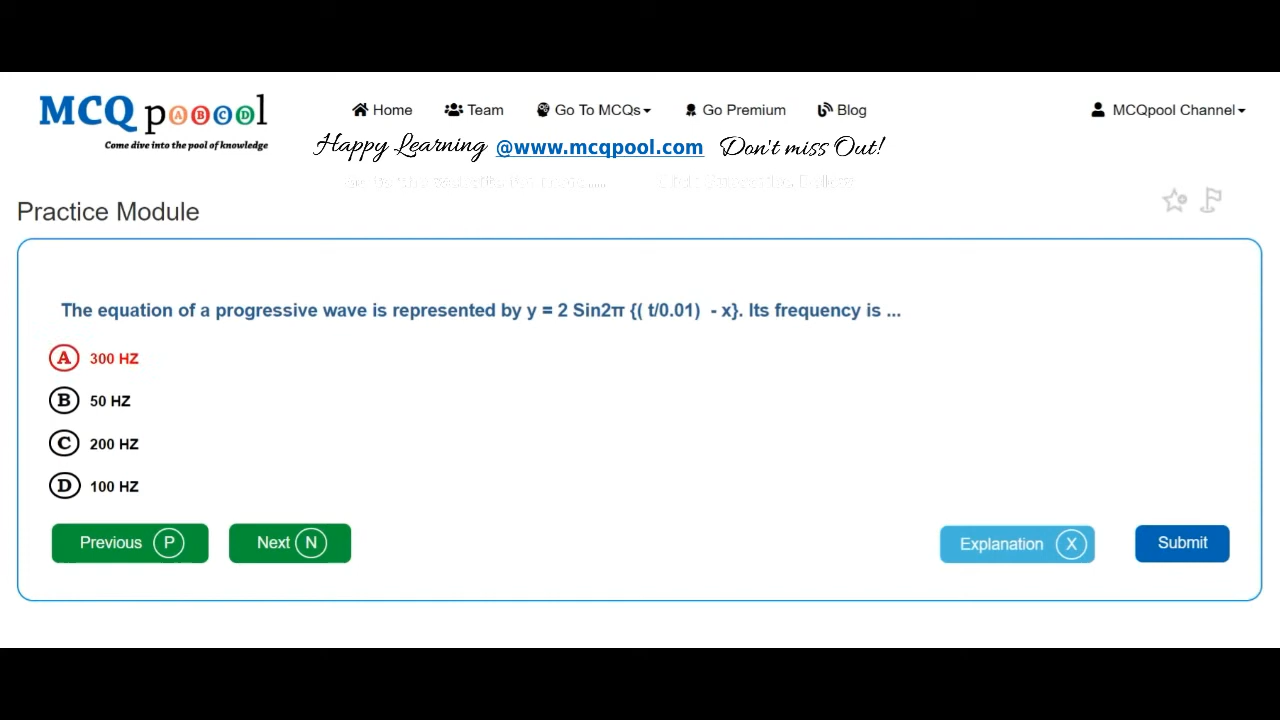 MCQ pABCDl
Come dive into the pool of knowledge
Home Team Go To MCQs Go Premium Blog MCQpool Channel
Happy Learning @www.mcqpool.com Don't miss Out!
Practice Module
The equation of a progressive wave is represented by y = 2 Sin2π {( t/0.01)  - x}. Its frequency is ...
A 300 HZ
B 50 HZ
C 200 HZ
D 100 HZ
Previous P Next N Explanation X Submit